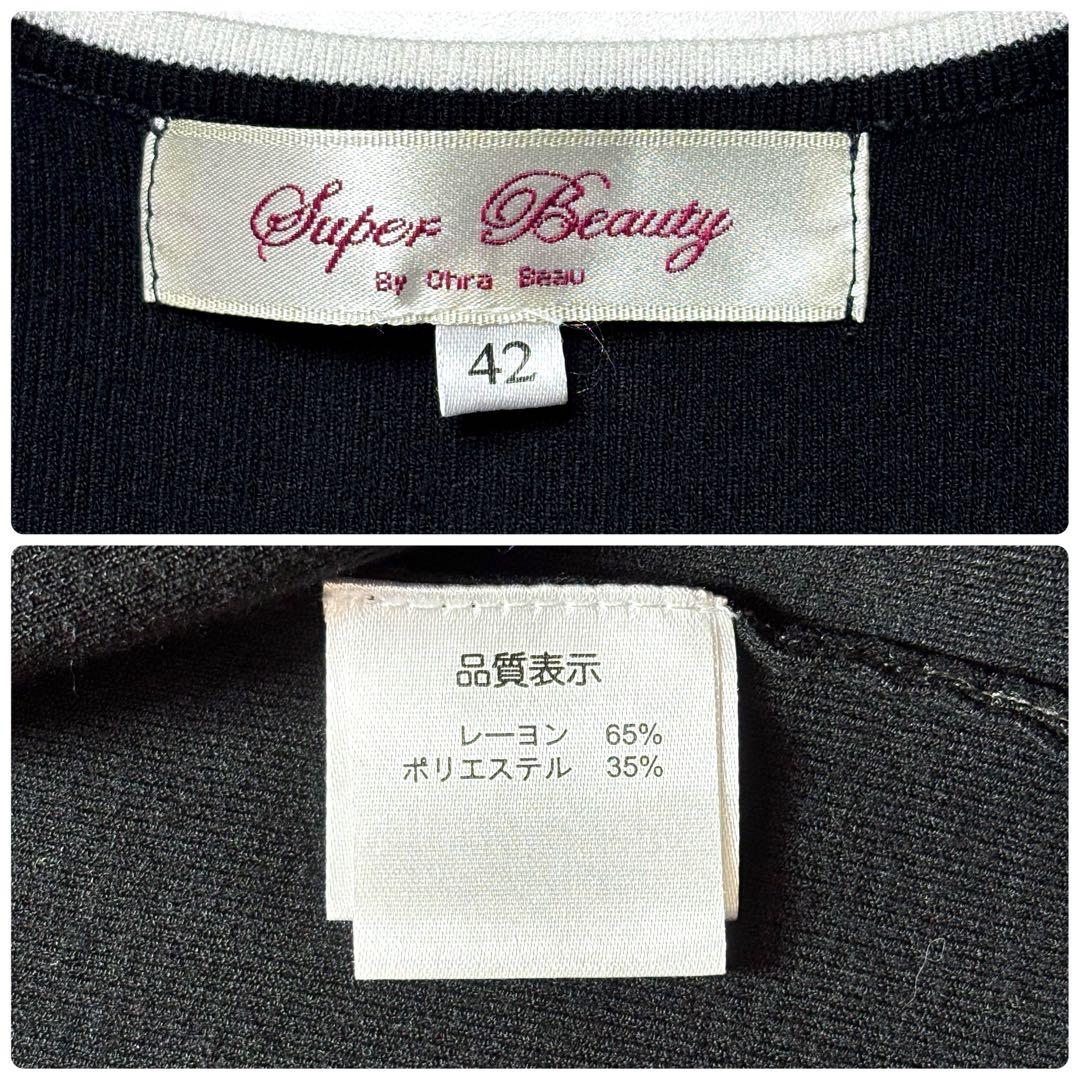 Super Beauty
By Ohra Beau
42
品質表示
レーヨン 65%
ポリエステル 35%